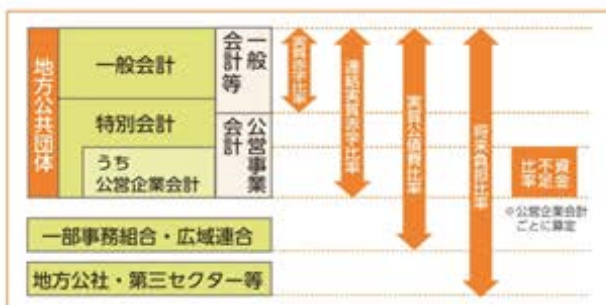 地方公共団体
一般会計
特別会計
うち
公営企業会計
一般
会計等
公営事業
会計
実質赤字比率
連結実質赤字比率
実質公債費比率
将来負担比率
資金
不足
比率
※公営企業会計
ごとに算定
一部事務組合・広域連合
地方公社・第三セクター等